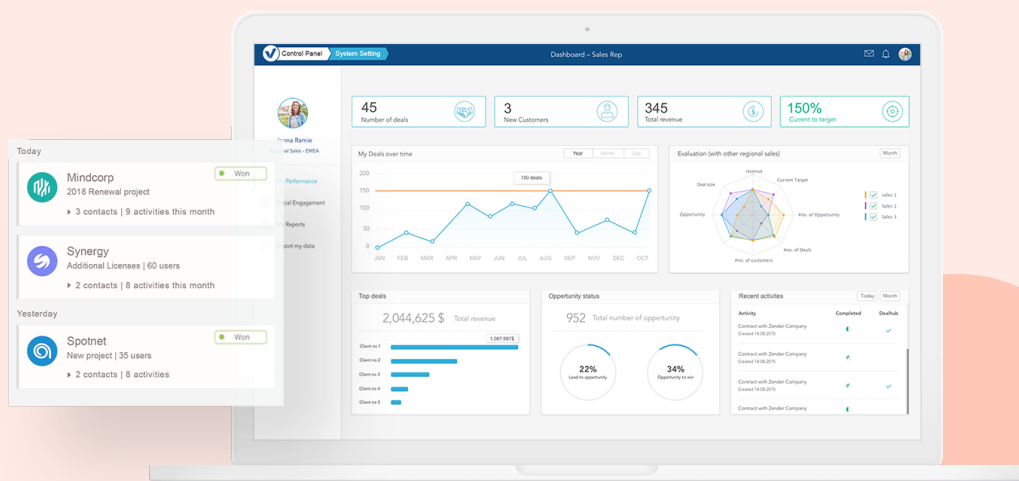 Control Panel
System Setting
Dashboard – Sales Rep
Ramie
Sales - EMEA
Performance
Engagement
Reports
my data
45
Number of deals
3
New Customers
345
Total revenue
150%
Current to target
Today
Mindcorp
Won
2018 Renewal project
3 contacts | 9 activities this month
Synergy
Additional Licenses | 60 users
2 contacts | 8 activities this month
Yesterday
Spotnet
Won
New project | 35 users
2 contacts | 8 activities
My Deals over time
Year
Month
Day
150 deals
200
150
100
50
0
JAN FEB MAR APR MAY JUN JUL AUG SEP NOV DEC OCT
Evaluation (with other regional sales)
Month
revenue
Current Target
#no. of Opportunity
#no. of Deals
#no. of customers
Opportunity
Deal size
sales 1
Sales 2
Sales 3
Top deals
2,044,625 $ Total revenue
1,097,987$
Client no 1
Client no 2
Client no 3
Client no 4
Client no 5
Opportunity status
952 Total number of opportunity
22%
Lead to opportunity
34%
Opportunity to win
Recent activites
Today
Month
Activity Completed Dealhub
Contract with Zender Company
Created 14.08.2015
Contract with Zender Company
Created 14.08.2015
Contract with Zender Company
Created 14.08.2015
Contract with Zender Company